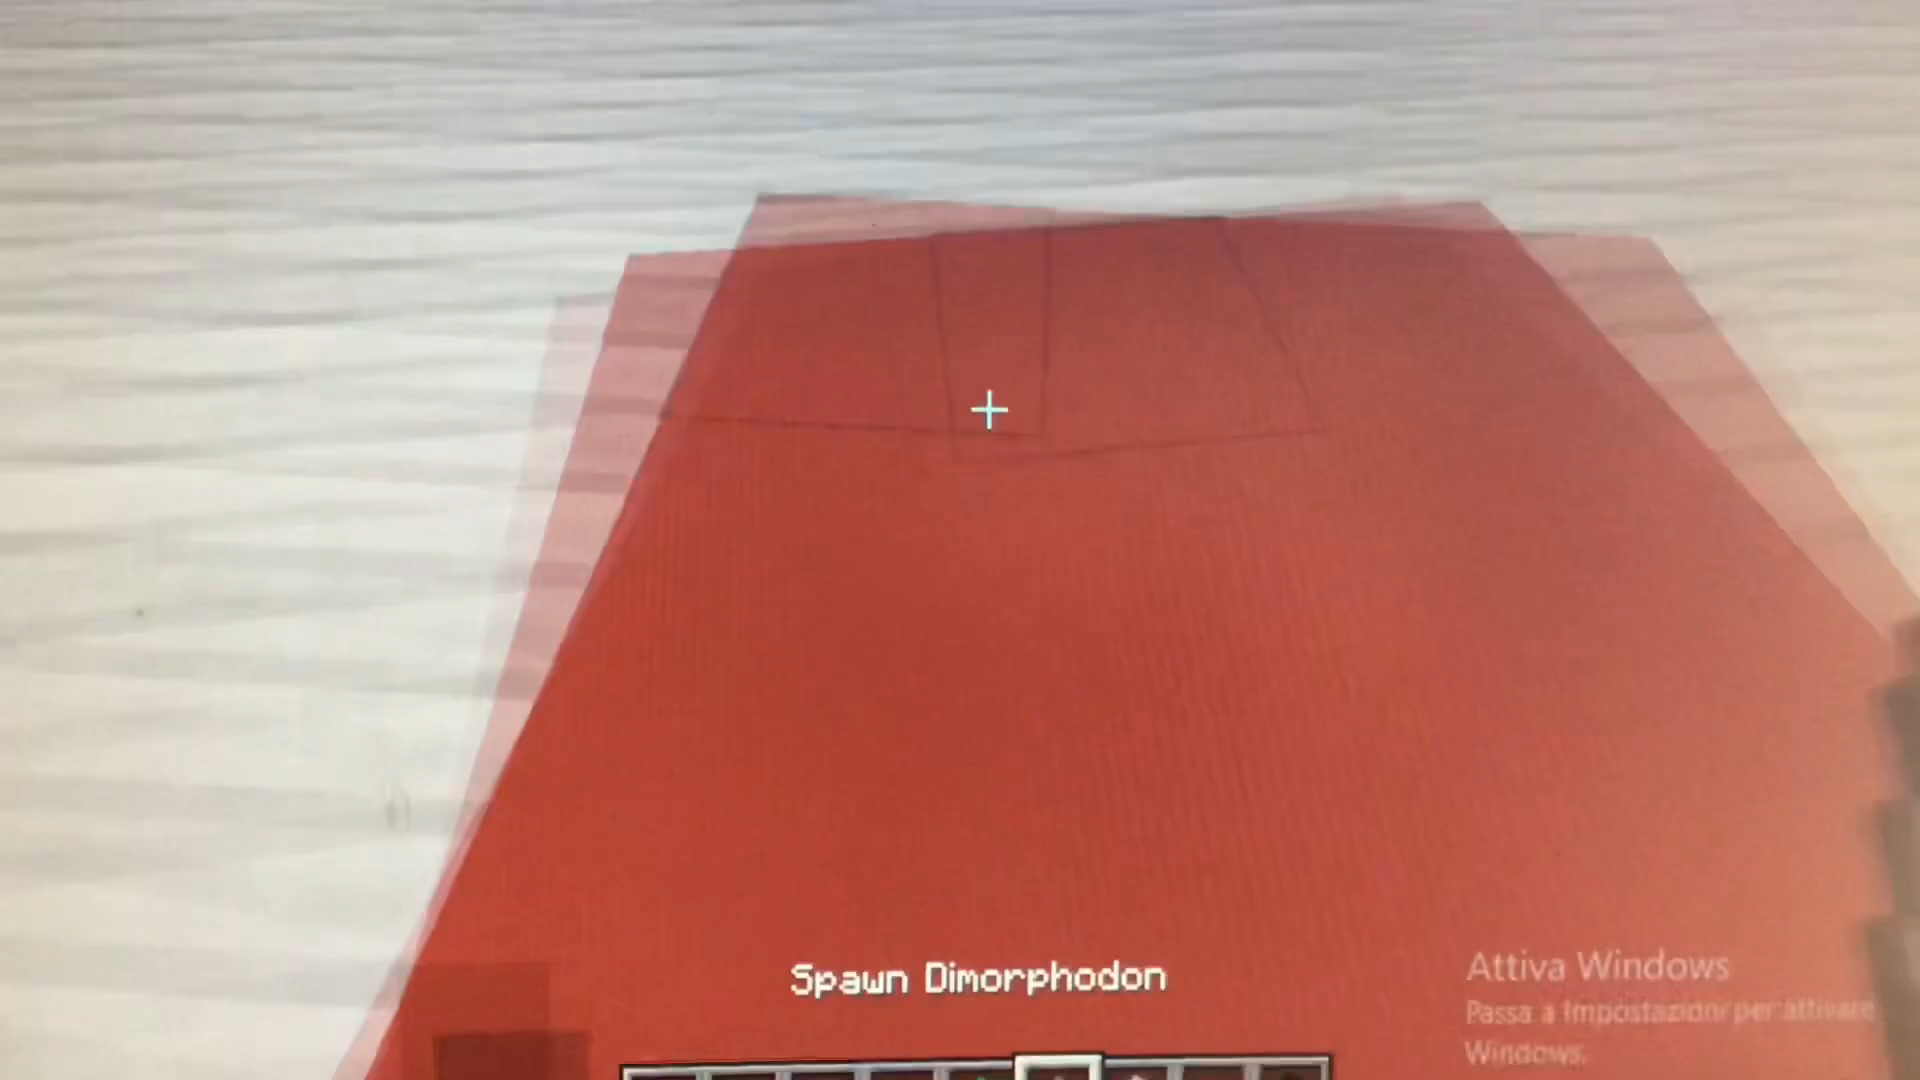 Spawn Dimorphodon
Attiva Windows
Passa a Impostazioni per attivare
Windows.